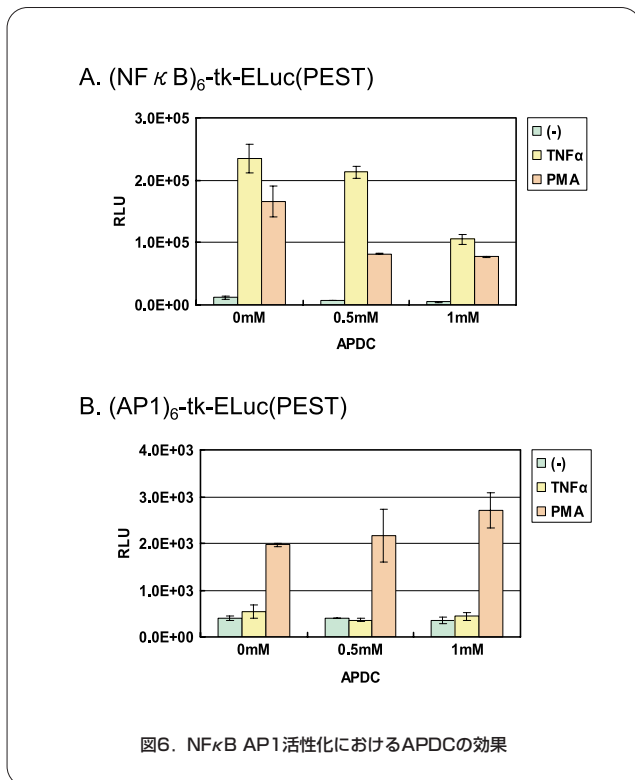 A. (NFκB)₆-tk-ELuc(PEST)
3.0E+05
2.0E+05
1.0E+05
0.0E+00
RLU
(-)
TNFα
PMA
0mM 0.5mM 1mM
APDC
B. (AP1)₆-tk-ELuc(PEST)
4.0E+03
3.0E+03
2.0E+03
1.0E+03
0.0E+00
RLU
(-)
TNFα
PMA
0mM 0.5mM 1mM
APDC
図6. NFκB AP1活性化におけるAPDCの効果